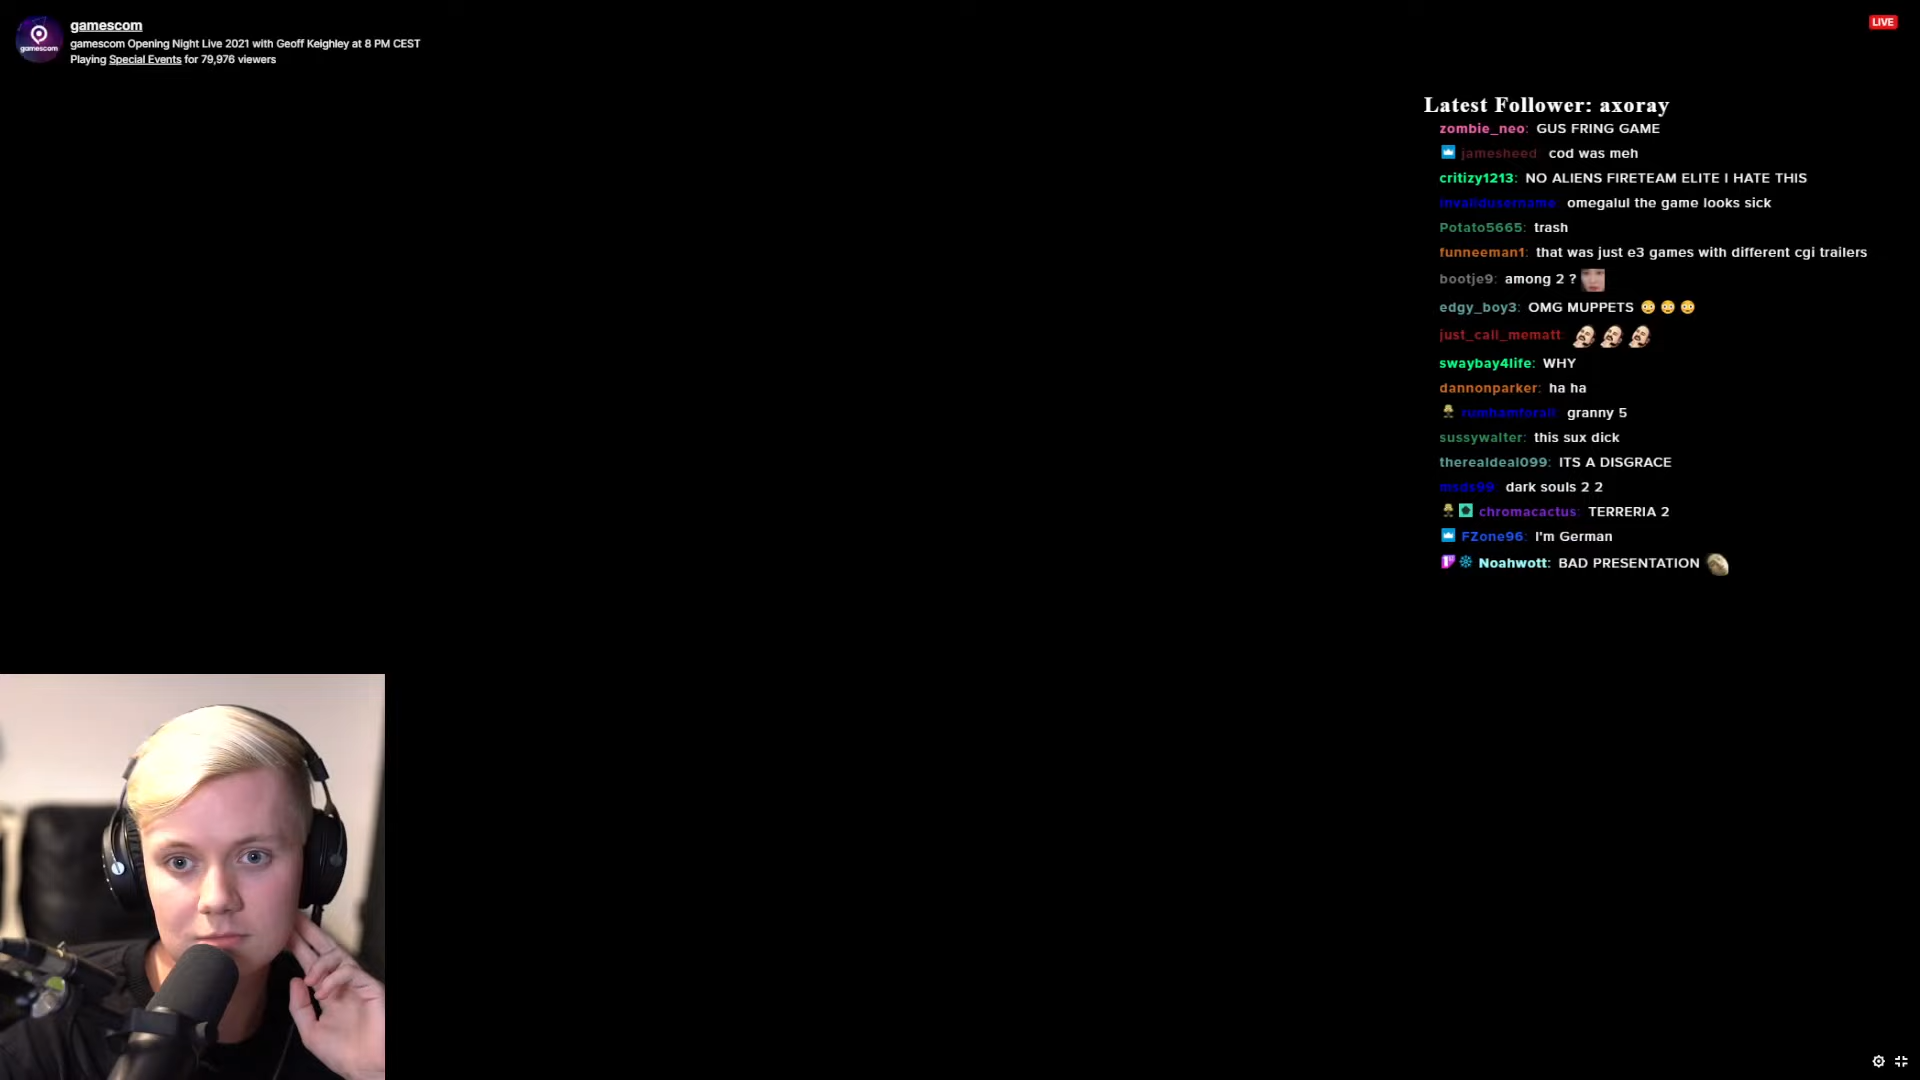 gamescom
gamescom
gamescom Opening Night Live 2021 with Geoff Keighley at 8 PM CEST
Playing Special Events for 79,976 viewers
LIVE
Latest Follower: axoray
zombie_neo: GUS FRING GAME
jamesheed: cod was meh
critizy1213: NO ALIENS FIRETEAM ELITE I HATE THIS
invalidusername: omegalul the game looks sick
Potato5665: trash
funneeman1: that was just e3 games with different cgi trailers
bootje9: among 2 ?
edgy_boy3: OMG MUPPETS 😳 😳 😳
just_call_mematt:
swaybay4life: WHY
dannonparker: ha ha
rumhamforall: granny 5
sussywalter: this sux dick
therealdeal099: ITS A DISGRACE
msds99: dark souls 2 2
chromacactus: TERRERIA 2
FZone96: I'm German
Noahwott: BAD PRESENTATION